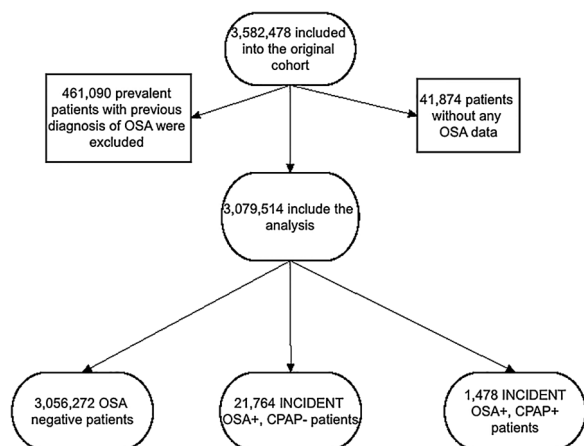 3,582,478 included
into the original
cohort
461,090 prevalent
patients with previous
diagnosis of OSA were
excluded
41,874 patients
without any
OSA data
3,079,514 include the
analysis
3,056,272 OSA
negative patients
21,764 INCIDENT
OSA+, CPAP- patients
1,478 INCIDENT
OSA+, CPAP+
patients